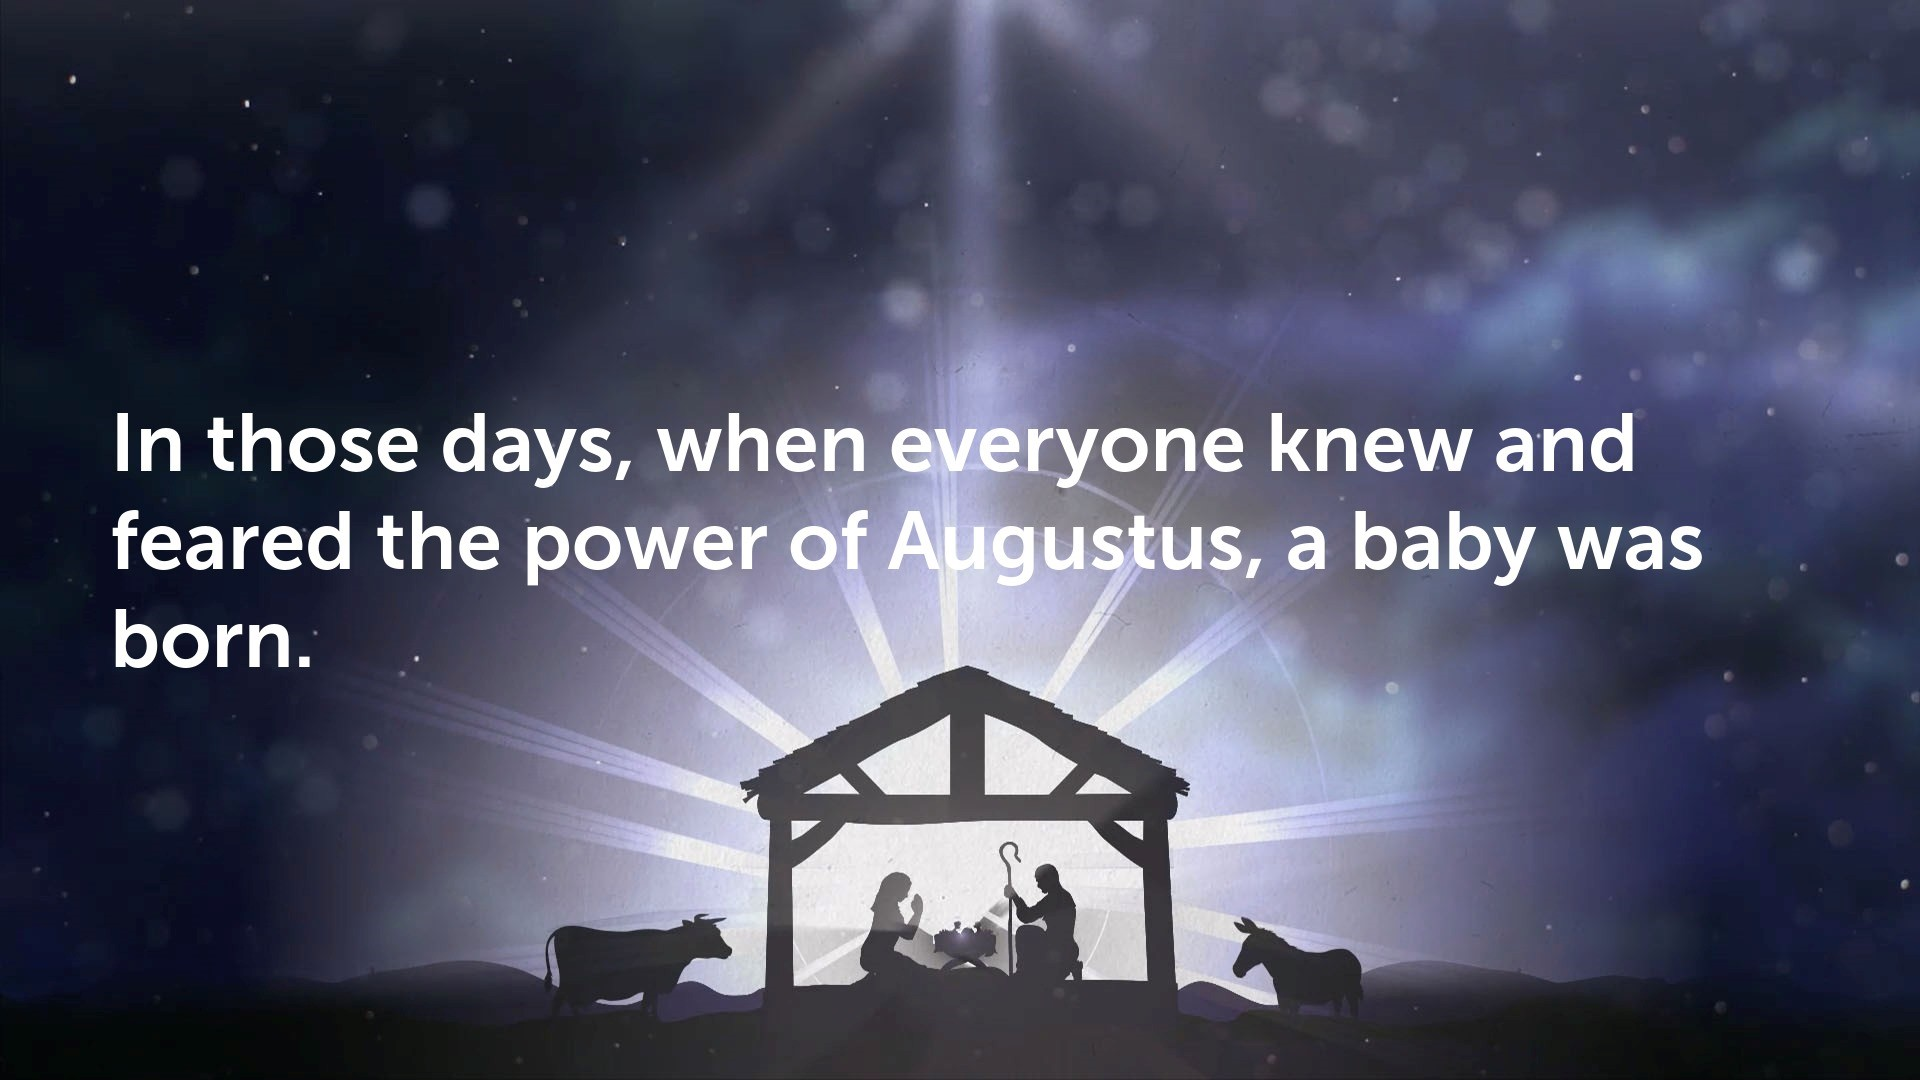 In those days, when everyone knew and
feared the power of Augustus, a baby was
born.